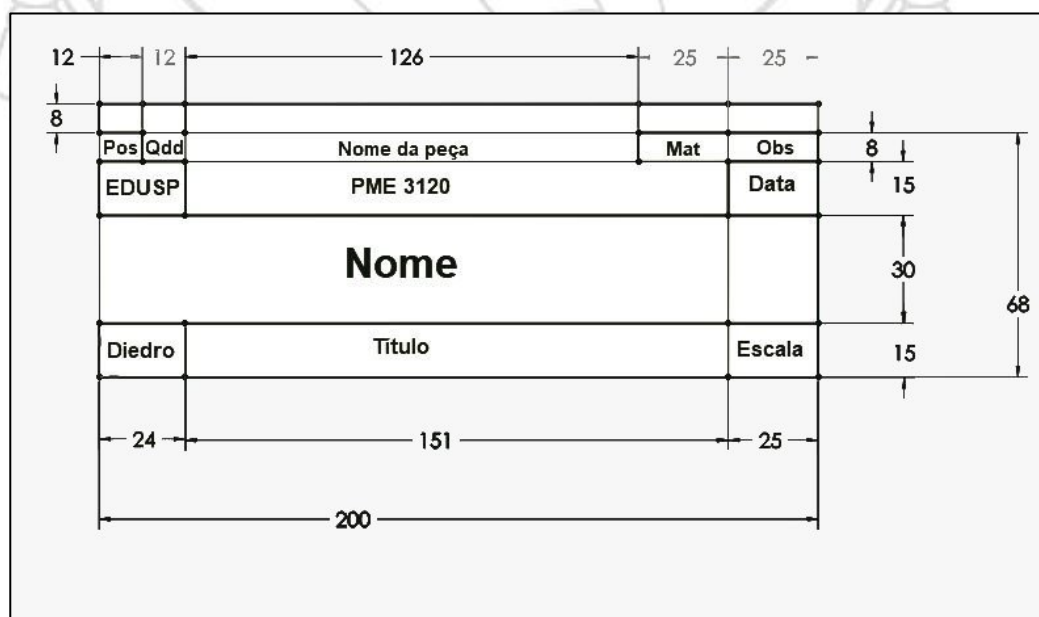 12 12 126 25 25
8
Pos Qdd Nome da peça Mat Obs 8
EDUSP PME 3120 Data 15
Nome 30
68
Diedro Título Escala 15
24 151 25
200